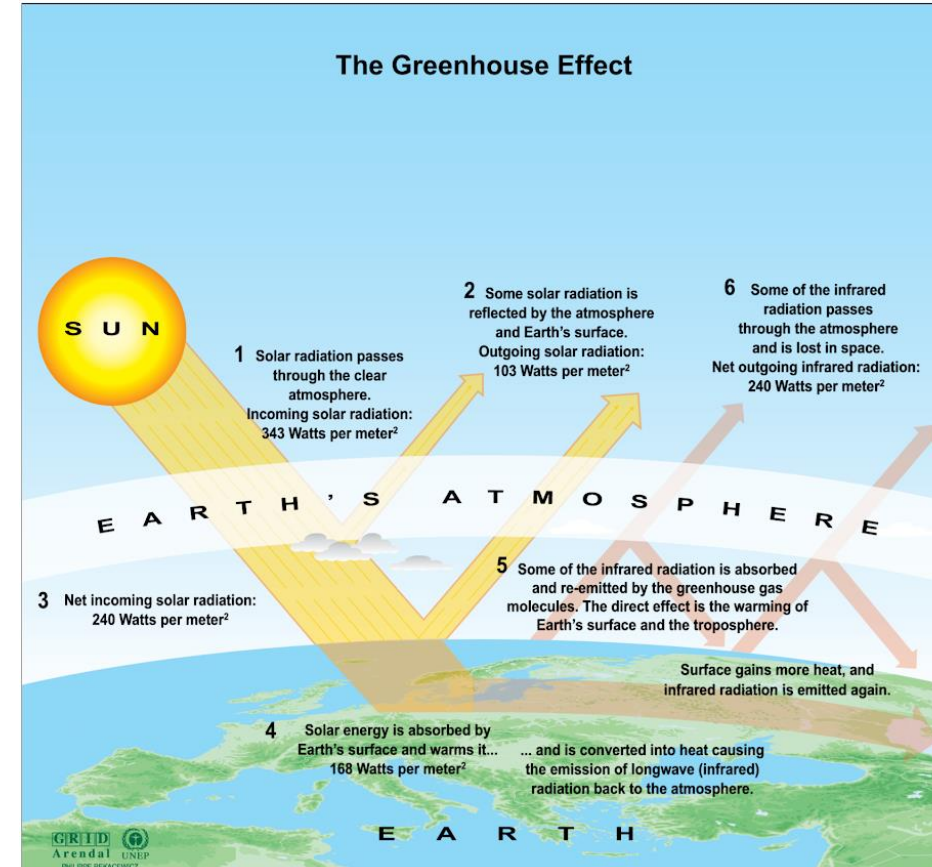 The Greenhouse Effect
S U N
1 Solar radiation passes
through the clear
atmosphere.
Incoming solar radiation:
343 Watts per meter²
2 Some solar radiation is
reflected by the atmosphere
and Earth's surface.
Outgoing solar radiation:
103 Watts per meter²
6 Some of the infrared
radiation passes
through the atmosphere
and is lost in space.
Net outgoing infrared radiation:
240 Watts per meter²
E A R T H ' S A T M O S P H E R E
3 Net incoming solar radiation:
240 Watts per meter²
5 Some of the infrared radiation is absorbed
and re-emitted by the greenhouse gas
molecules. The direct effect is the warming of
Earth's surface and the troposphere.
Surface gains more heat, and
infrared radiation is emitted again.
4 Solar energy is absorbed by
Earth's surface and warms it...
168 Watts per meter²
... and is converted into heat causing
the emission of longwave (infrared)
radiation back to the atmosphere.
E A R T H
GRID
Arendal UNEP
PHILIPPE REKACEWICZ